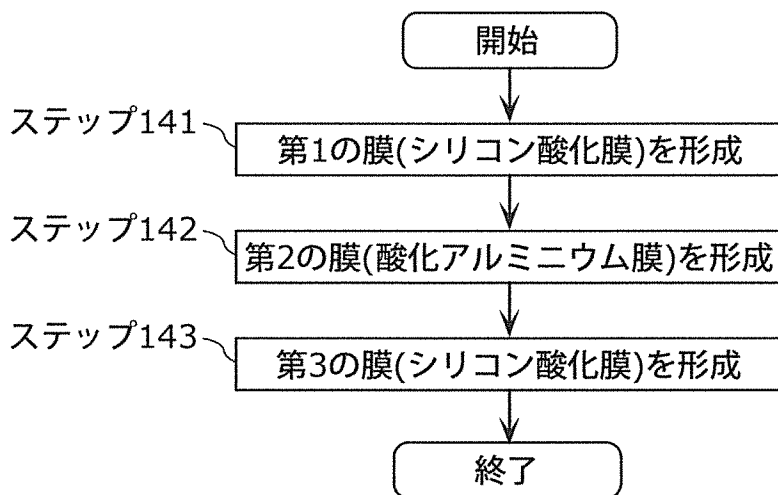 開始
ステップ141
第1の膜(シリコン酸化膜)を形成
ステップ142
第2の膜(酸化アルミニウム膜)を形成
ステップ143
第3の膜(シリコン酸化膜)を形成
終了